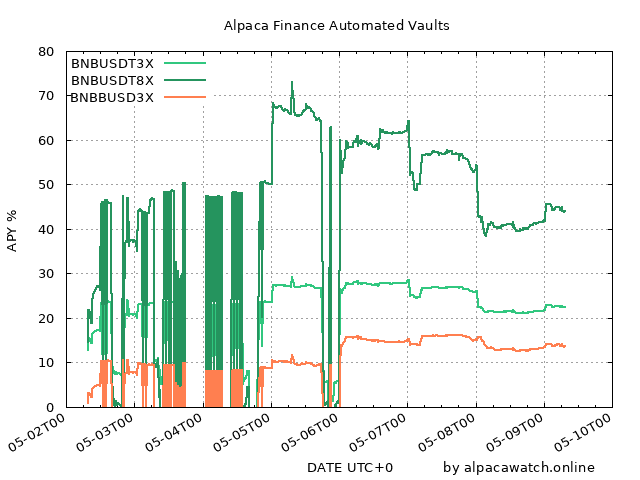 Alpaca Finance Automated Vaults
80
70
60
50
40
30
20
10
0
APY %
BNBUSDT3X
BNBUSDT8X
BNBBUSD3X
05-02T00
05-03T00
05-04T00
05-05T00
05-06T00
05-07T00
05-08T00
05-09T00
05-10T00
DATE UTC+0
by alpacawatch.online